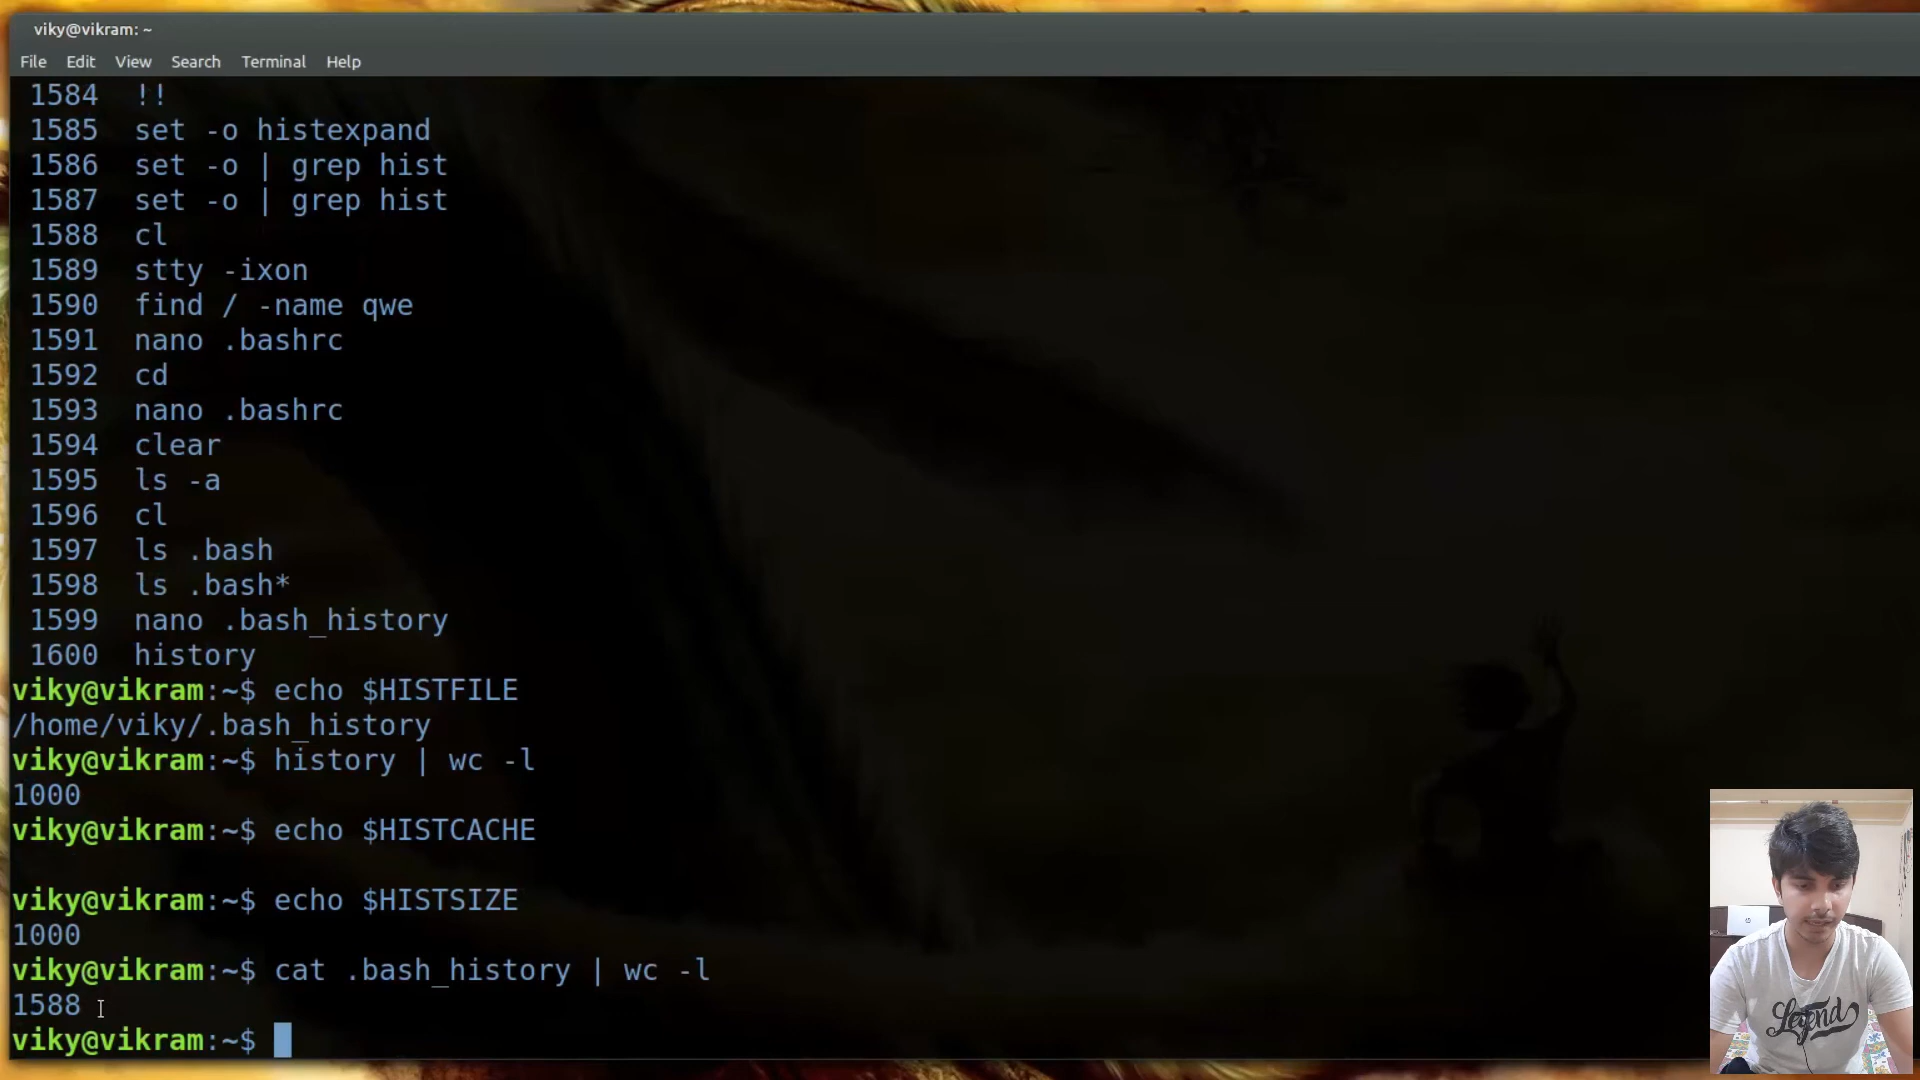 viky@vikram: ~
File Edit View Search Terminal Help
1584 !!
1585 set -o histexpand
1586 set -o | grep hist
1587 set -o | grep hist
1588 cl
1589 stty -ixon
1590 find / -name qwe
1591 nano .bashrc
1592 cd
1593 nano .bashrc
1594 clear
1595 ls -a
1596 cl
1597 ls .bash
1598 ls .bash*
1599 nano .bash_history
1600 history
viky@vikram:~$ echo $HISTFILE
/home/viky/.bash_history
viky@vikram:~$ history | wc -l
1000
viky@vikram:~$ echo $HISTCACHE
viky@vikram:~$ echo $HISTSIZE
1000
viky@vikram:~$ cat .bash_history | wc -l
1588
viky@vikram:~$
Legend